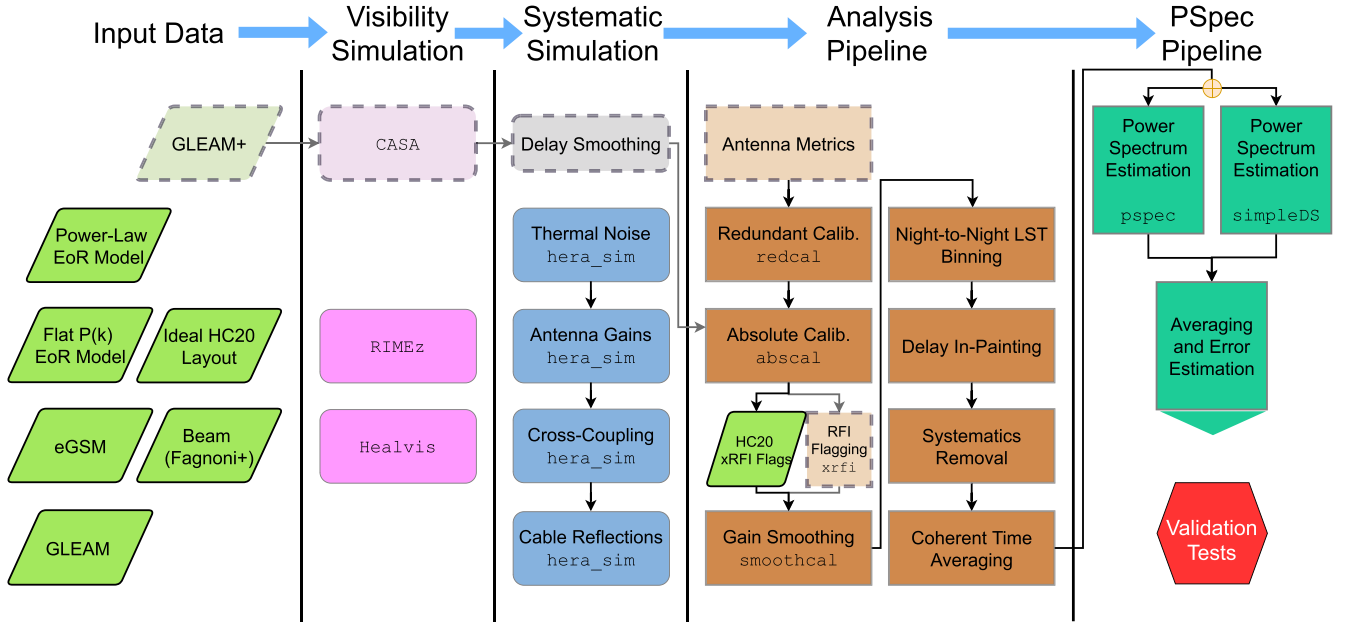 Input Data
Visibility
Simulation
Systematic
Simulation
Analysis
Pipeline
PSpec
Pipeline
GLEAM+
CASA
Delay Smoothing
Antenna Metrics
Power
Spectrum
Estimation
pspec
Power
Spectrum
Estimation
simpleDS
Power-Law
EoR Model
Thermal Noise
hera_sim
Redundant Calib.
redcal
Night-to-Night LST
Binning
Flat P(k)
EoR Model
Ideal HC20
Layout
RIMEz
Antenna Gains
hera_sim
Absolute Calib.
abscal
Delay In-Painting
Averaging
and Error
Estimation
eGSM
Beam
(Fagnoni+)
Healvis
Cross-Coupling
hera_sim
HC20
xRFI Flags
RFI
Flagging
xrfi
Systematics
Removal
GLEAM
Cable Reflections
hera_sim
Gain Smoothing
smoothcal
Coherent Time
Averaging
Validation
Tests